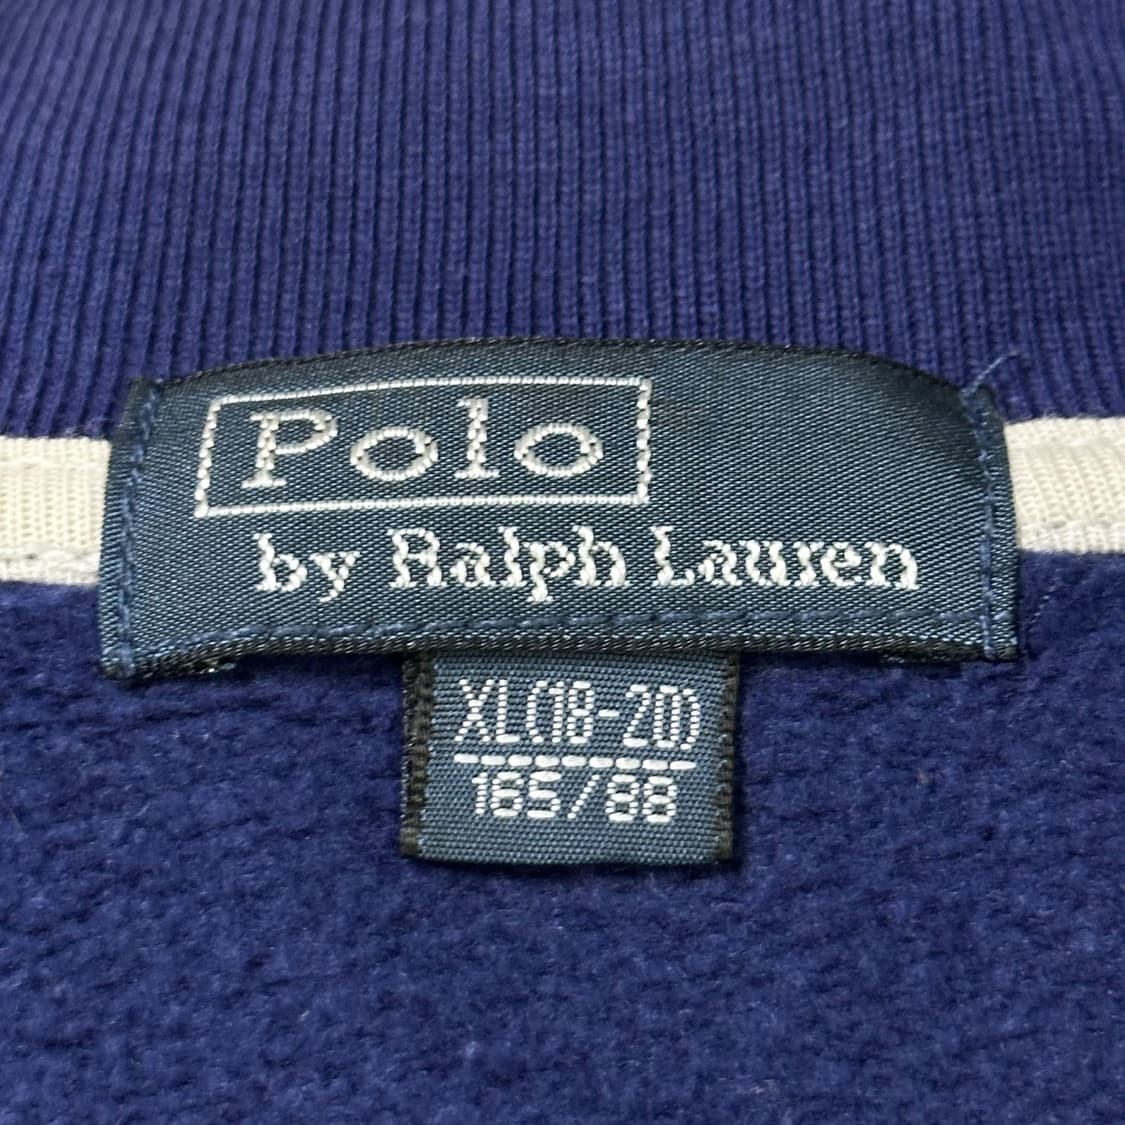 Polo
by Ralph Lauren
XL(18-20)
165/88